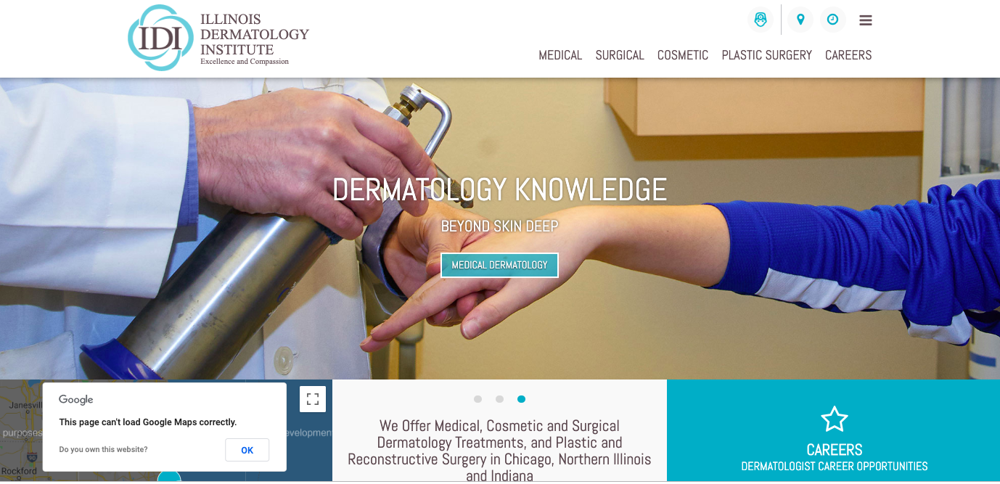 IDI
ILLINOIS
DERMATOLOGY
INSTITUTE
Excellence and Compassion
MEDICAL SURGICAL COSMETIC PLASTIC SURGERY CAREERS
DERMATOLOGY KNOWLEDGE
BEYOND SKIN DEEP
MEDICAL DERMATOLOGY
Janesvill
purposes
evelopmen
90
Rockford
Google
This page can't load Google Maps correctly.
Do you own this website?
OK
We Offer Medical, Cosmetic and Surgical
Dermatology Treatments, and Plastic and
Reconstructive Surgery in Chicago, Northern Illinois
and Indiana
CAREERS
DERMATOLOGIST CAREER OPPORTUNITIES